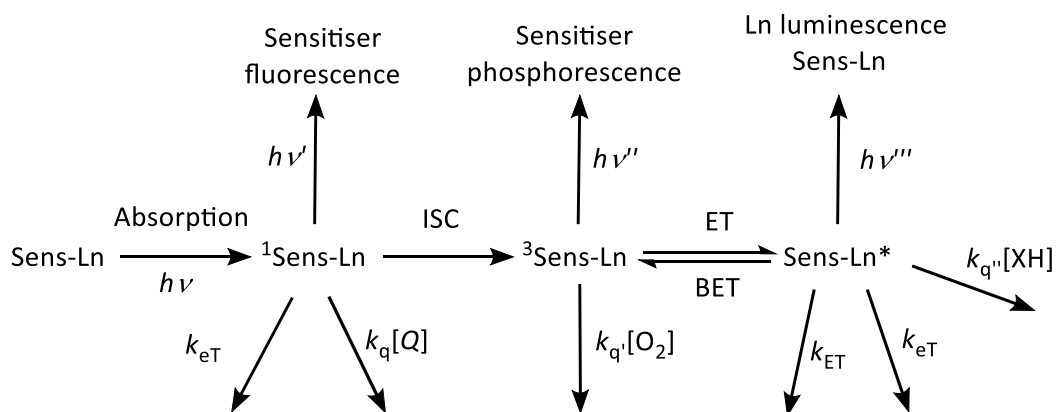 Sensitiser
fluorescence
Sensitiser
phosphorescence
Ln luminescence
Sens-Ln
hν'
hν''
hν'''
Absorption
ISC
ET
Sens-Ln
¹Sens-Ln
³Sens-Ln
Sens-Ln*
hν
BET
k_q''[XH]
k_eT
k_q[Q]
k_q'[O₂]
k_ET
k_eT